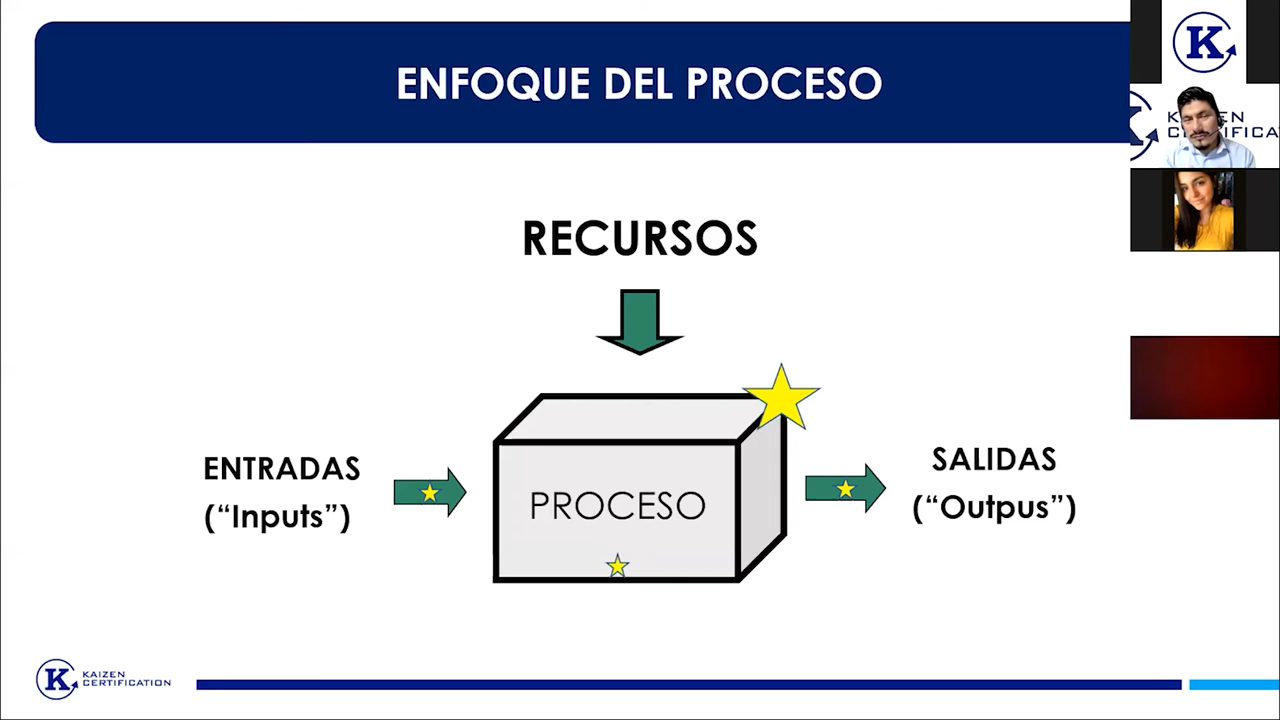 ENFOQUE DEL PROCESO
RECURSOS
ENTRADAS
(“Inputs”)
PROCESO
SALIDAS
(“Outpus”)
K
KAIZEN
CERTIFICATION
K